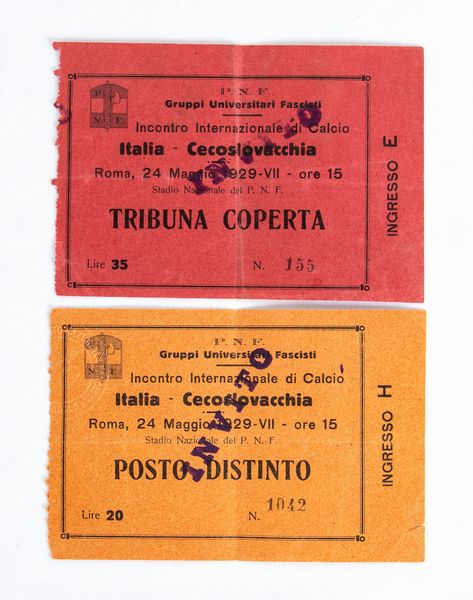 P. N. F.
P. N. F.
Gruppi Universitari Fascisti
Incontro Internazionale di Calcio
Italia - Cecoslovacchia
Roma, 24 Maggio 1929-VII - ore 15
Stadio Nazionale del P. N. F.
TRIBUNA COPERTA
Lire 35
N. 155
INGRESSO E
INVITO
P. N. F.
P. N. F.
Gruppi Universitari Fascisti
Incontro Internazionale di Calcio
Italia - Cecoslovacchia
Roma, 24 Maggio 1929-VII - ore 15
Stadio Nazionale del P. N. F.
POSTO DISTINTO
Lire 20
N. 1042
INGRESSO H
INVITO